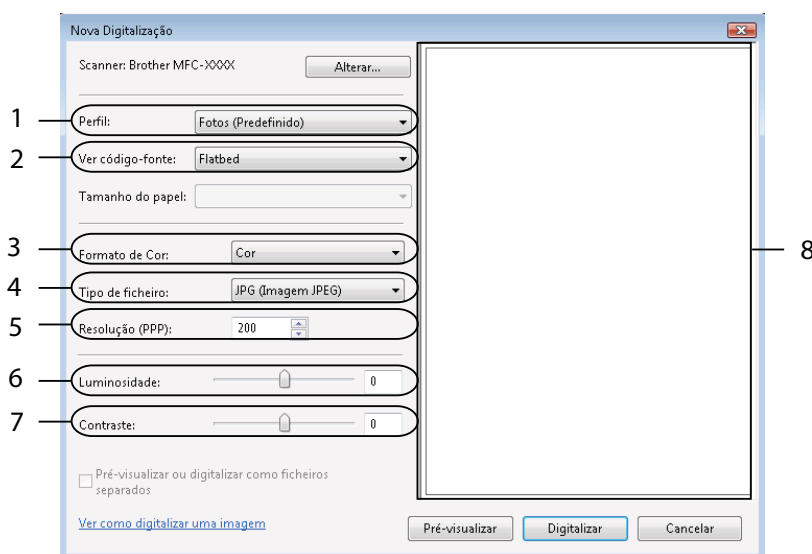 Nova Digitalização
Scanner: Brother MFC-XXXX
Alterar...
1
Perfil:
Fotos (Predefinido)
2
Ver código-fonte:
Flatbed
Tamanho do papel:
3
Formato de Cor:
Cor
4
Tipo de ficheiro:
JPG (Imagem JPEG)
5
Resolução (PPP):
200
6
Luminosidade:
0
7
Contraste:
0
8
Pré-visualizar ou digitalizar como ficheiros
separados
Ver como digitalizar uma imagem
Pré-visualizar
Digitalizar
Cancelar